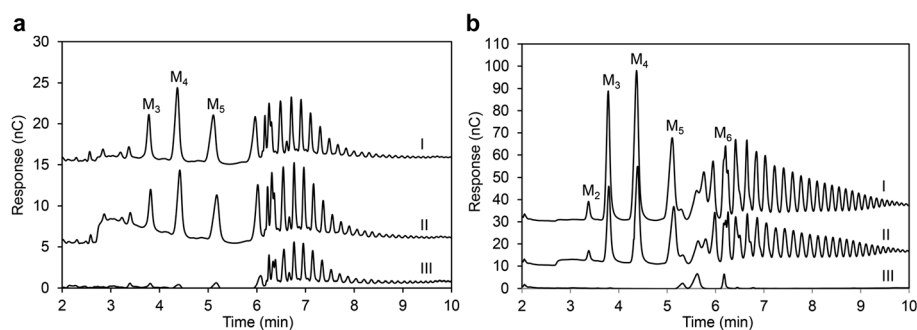 a
30
25
20
15
10
5
0
Response (nC)
M₃
M₄
M₅
I
II
III
2 3 4 5 6 7 8 9 10
Time (min)
b
110
100
90
80
70
60
50
40
30
20
10
0
Response (nC)
M₂
M₃
M₄
M₅
M₆
I
II
III
2 3 4 5 6 7 8 9 10
Time (min)